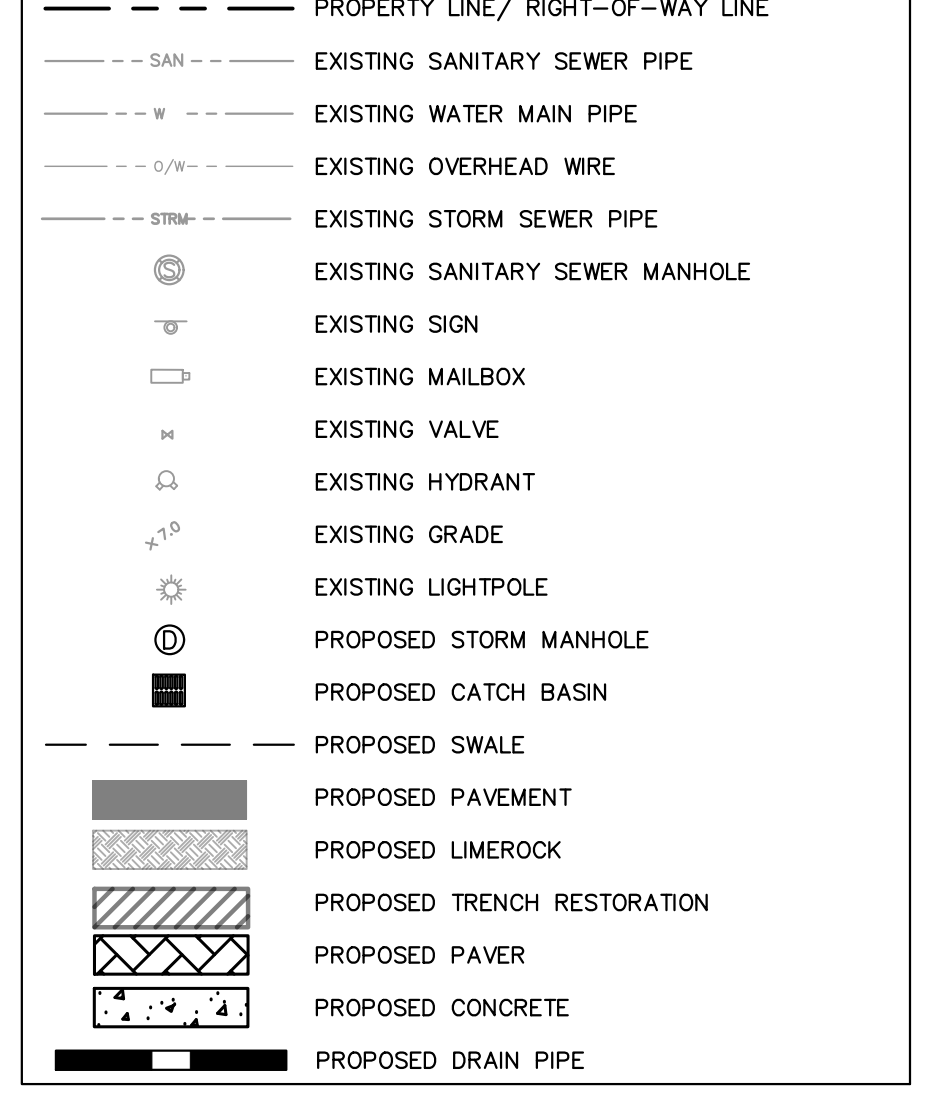 PROPERTY LINE/ RIGHT-OF-WAY LINE
SAN EXISTING SANITARY SEWER PIPE
W EXISTING WATER MAIN PIPE
O/W EXISTING OVERHEAD WIRE
STRM EXISTING STORM SEWER PIPE
S EXISTING SANITARY SEWER MANHOLE
EXISTING SIGN
EXISTING MAILBOX
EXISTING VALVE
EXISTING HYDRANT
x7.0 EXISTING GRADE
EXISTING LIGHTPOLE
D PROPOSED STORM MANHOLE
PROPOSED CATCH BASIN
PROPOSED SWALE
PROPOSED PAVEMENT
PROPOSED LIMEROCK
PROPOSED TRENCH RESTORATION
PROPOSED PAVER
PROPOSED CONCRETE
PROPOSED DRAIN PIPE